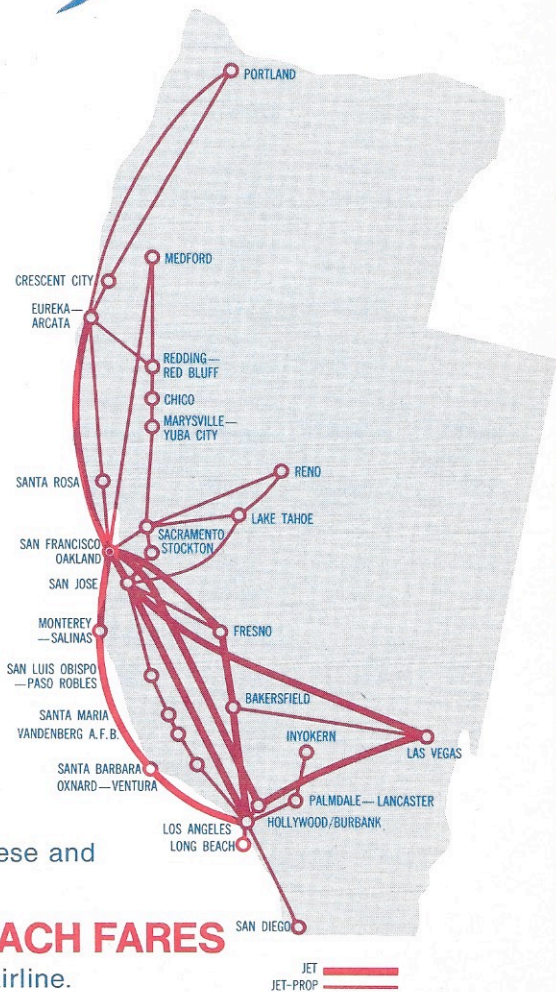 PORTLAND
MEDFORD
CRESCENT CITY
EUREKA—
ARCATA
REDDING—
RED BLUFF
CHICO
MARYSVILLE—
YUBA CITY
RENO
SANTA ROSA
LAKE TAHOE
SACRAMENTO
STOCKTON
SAN FRANCISCO
OAKLAND
SAN JOSE
MONTEREY
—SALINAS
FRESNO
SAN LUIS OBISPO
—PASO ROBLES
BAKERSFIELD
SANTA MARIA
VANDENBERG A.F.B.
INYOKERN
LAS VEGAS
SANTA BARBARA
OXNARD—VENTURA
PALMDALE—LANCASTER
LOS ANGELES
HOLLYWOOD/BURBANK
LONG BEACH
ese and
ACH FARES
SAN DIEGO
irline.
JET
JET-PROP